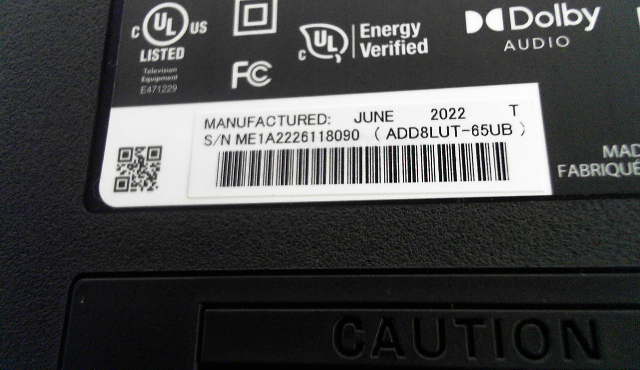 c UL US
LISTED
Television
Equipment
E471229
FC
c UL Energy
Verified
Dolby
AUDIO
MANUFACTURED: JUNE 2022 T
S/N ME1A2226118090 ( ADD8LUT-65UB )
MAD
FABRIQUÉ
CAUTION